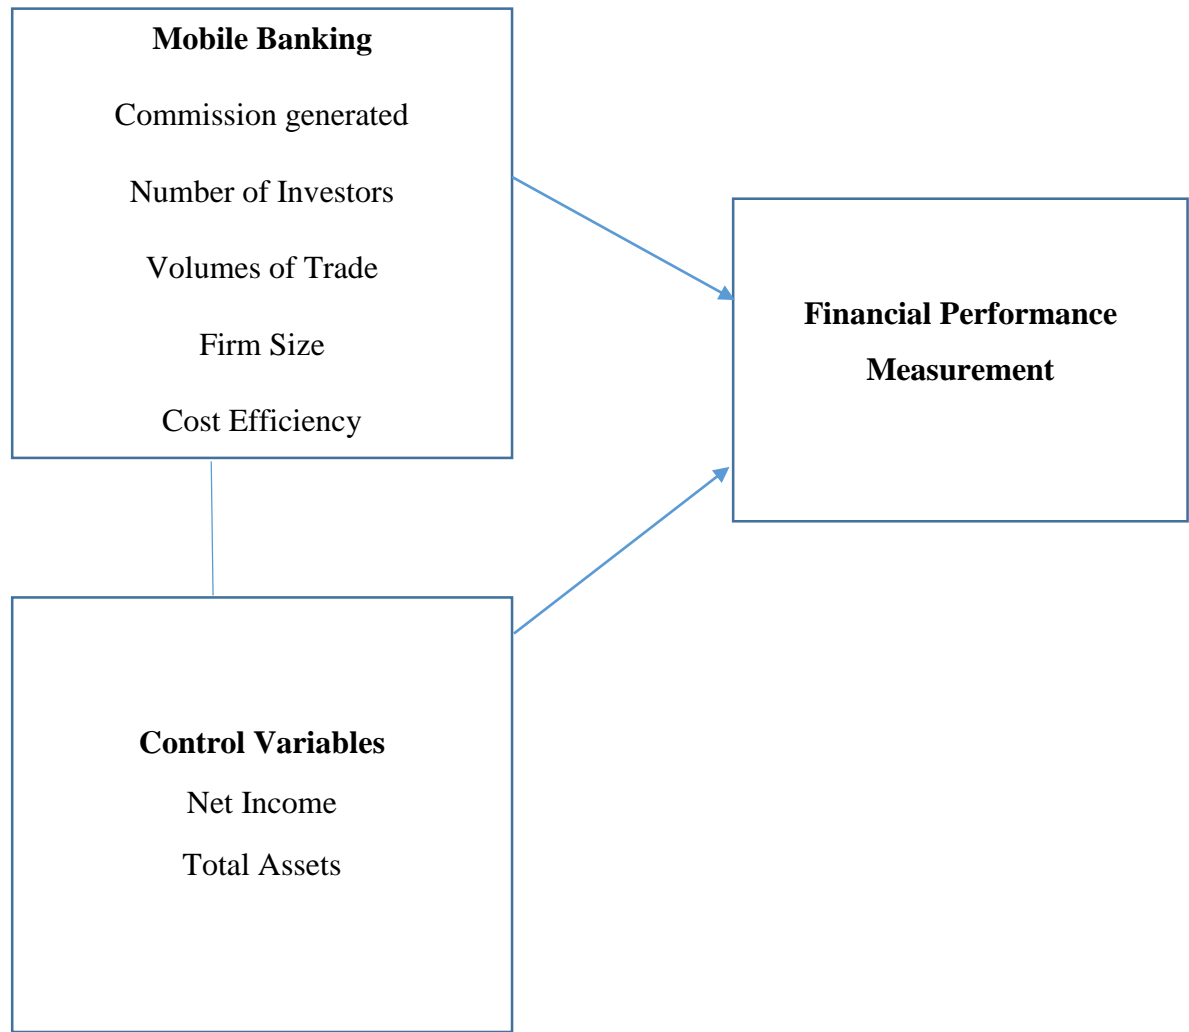 Mobile Banking
Commission generated
Number of Investors
Volumes of Trade
Firm Size
Cost Efficiency
Financial Performance
Measurement
Control Variables
Net Income
Total Assets